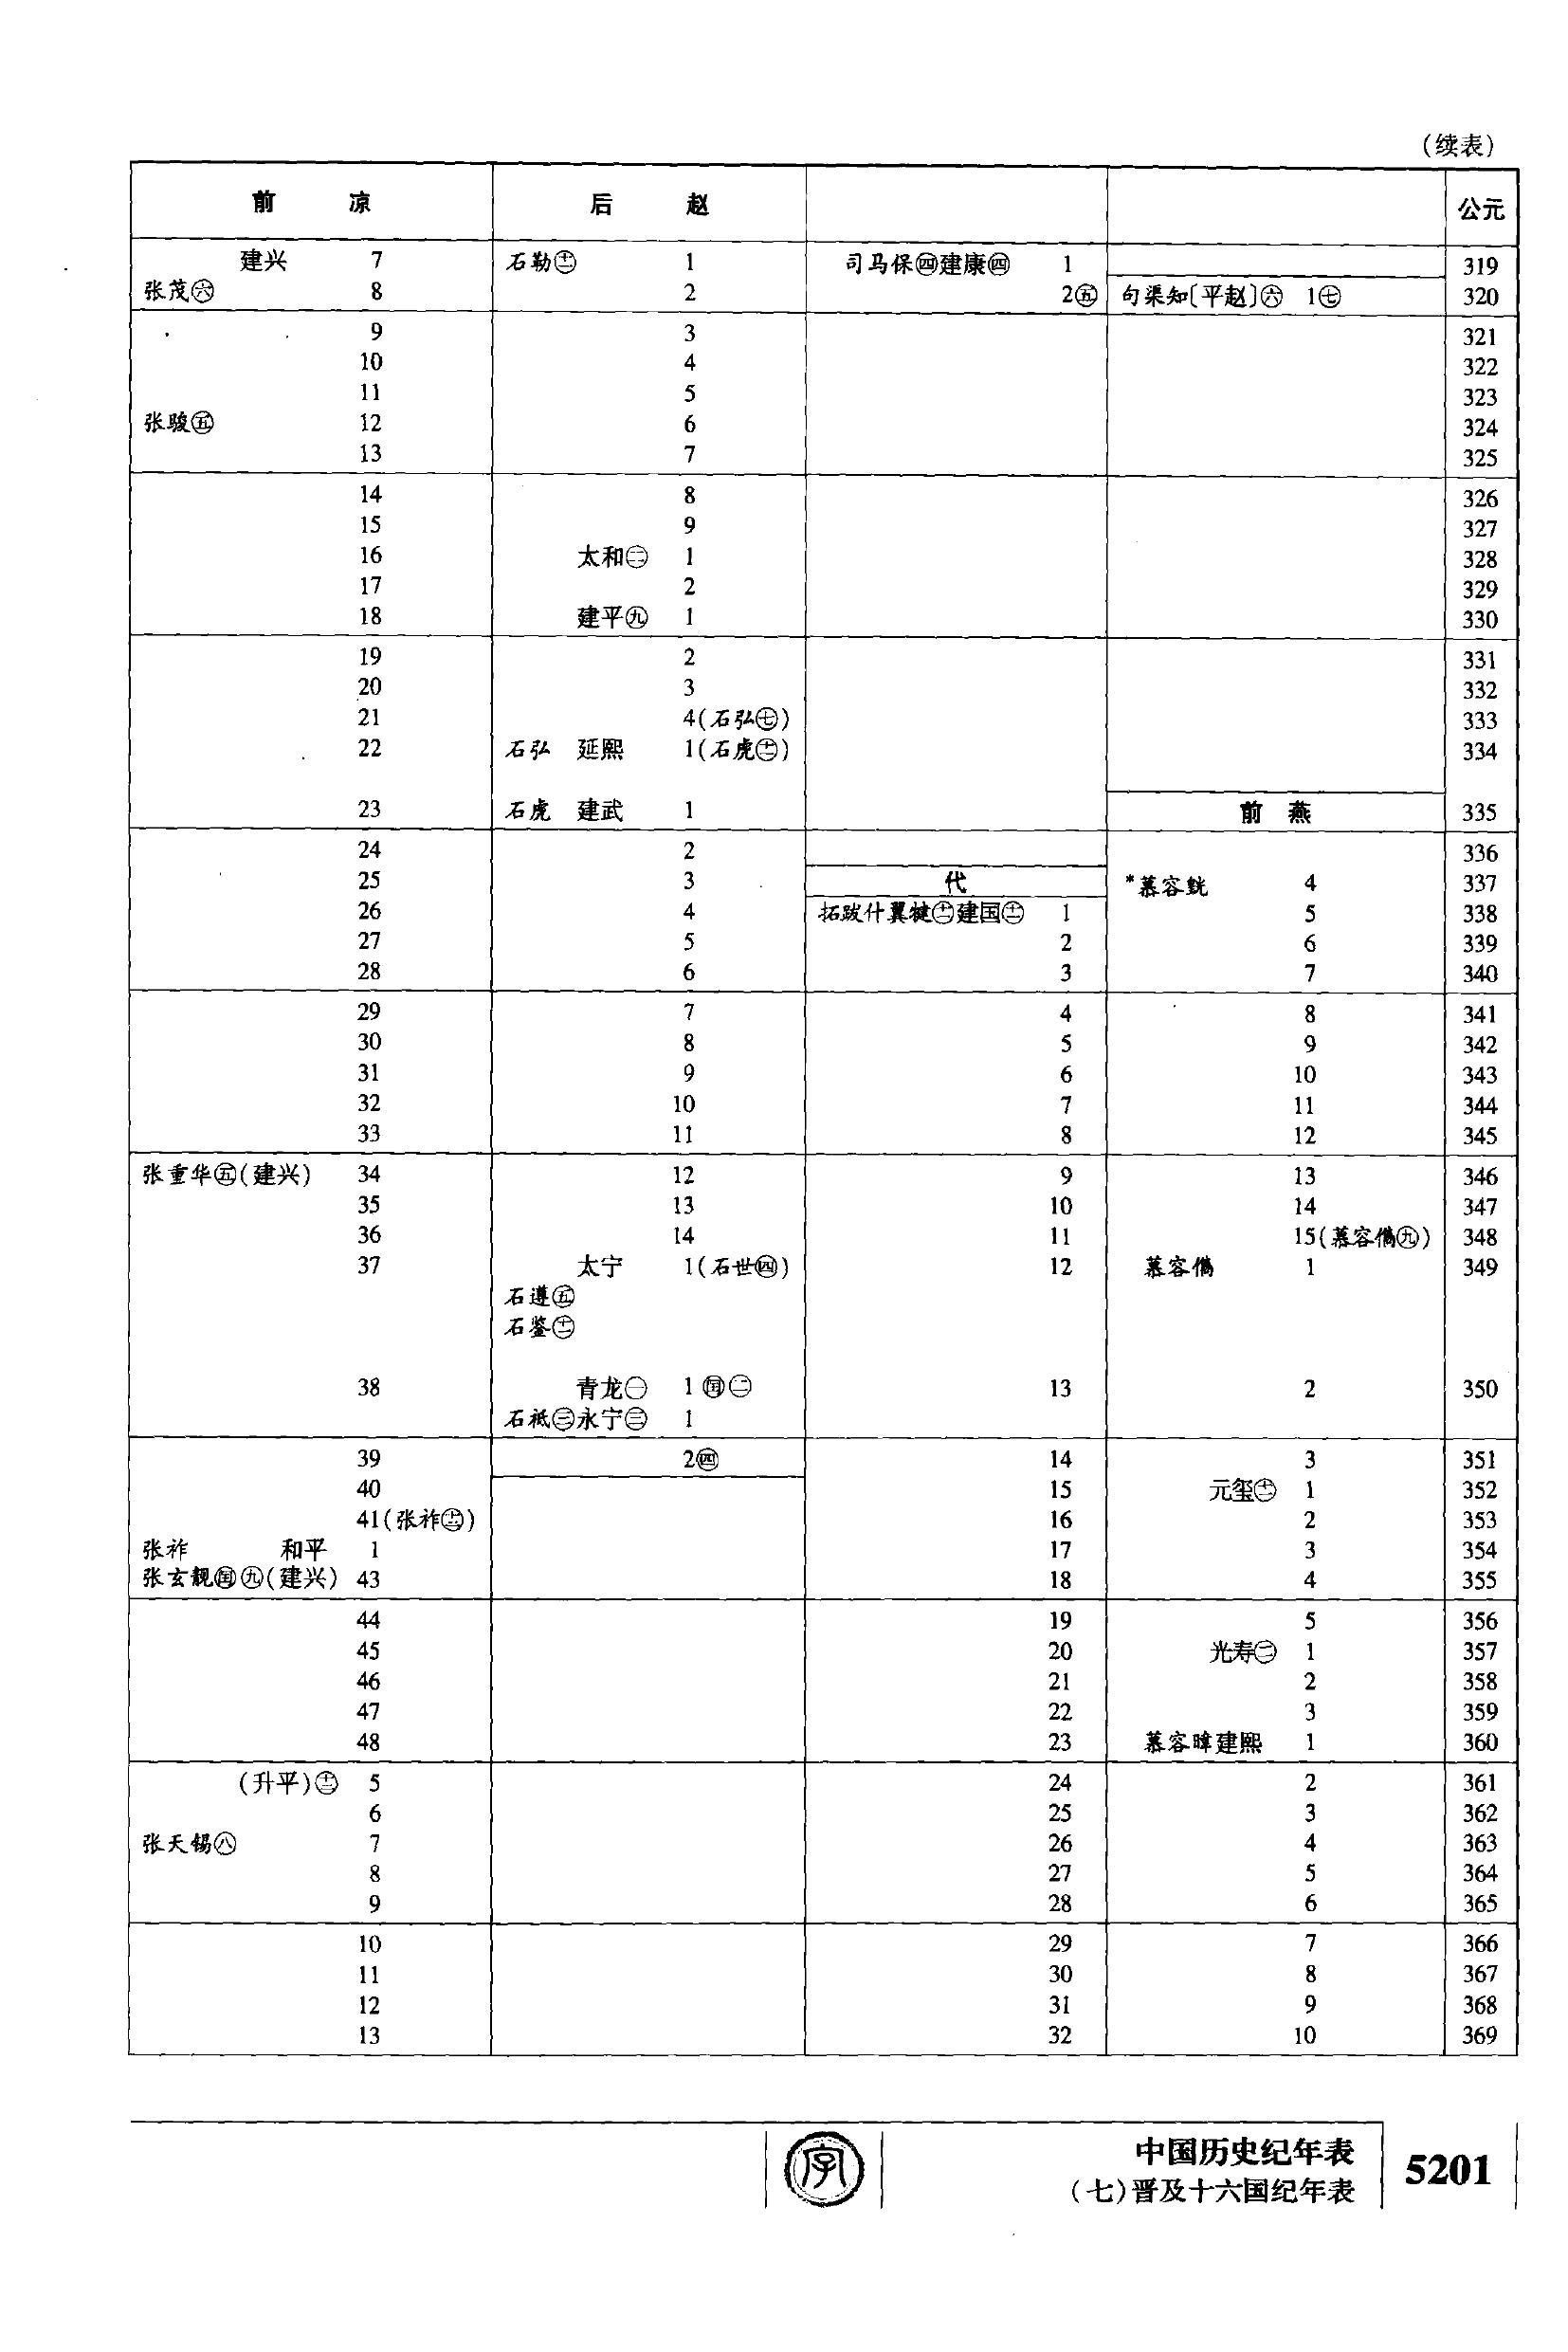 (续表)
前 凉 后 赵 公元
建兴 7 石勒㊉㊀ 1 司马保㊃建康㊃ 1 319
张茂㊅ 8 2 2㊄ 句渠知〔平赵〕㊅ 1㊆ 320
9 3 321
10 4 322
11 5 323
张骏㊄ 12 6 324
13 7 325
14 8 326
15 9 327
16 太和㊁ 1 328
17 2 329
18 建平㊈ 1 330
19 2 331
20 3 332
21 4(石弘㊆) 333
22 石弘 延熙 1(石虎㊉㊀) 334
23 石虎 建武 1 前 燕 335
24 2 336
25 3 代 *慕容皝 4 337
26 4 拓跋什翼犍㊉㊀建国㊉㊀ 1 5 338
27 5 2 6 339
28 6 3 7 340
29 7 4 8 341
30 8 5 9 342
31 9 6 10 343
32 10 7 11 344
33 11 8 12 345
张重华㊄(建兴) 34 12 9 13 346
35 13 10 14 347
36 14 11 15(慕容儁㊈) 348
37 太宁 1(石世㊃) 12 慕容儁 1 349
石遵㊄
石鉴㊉㊀
38 青龙㊀ 1 闰㊁ 13 2 350
石祗㊂永宁㊂ 1
39 2㊃ 14 3 351
40 15 元玺㊉㊀ 1 352
41(张祚㊉㊁) 16 2 353
张祚 和平 1 17 3 354
张玄靓闰㊈(建兴) 43 18 4 355
44 19 5 356
45 20 光寿㊁ 1 357
46 21 2 358
47 22 3 359
48 23 慕容暐建熙 1 360
(升平)㊉㊁ 5 24 2 361
6 25 3 362
张天锡㊇ 7 26 4 363
8 27 5 364
9 28 6 365
10 29 7 366
11 30 8 367
12 31 9 368
13 32 10 369
字
中国历史纪年表
(七)晋及十六国纪年表
5201